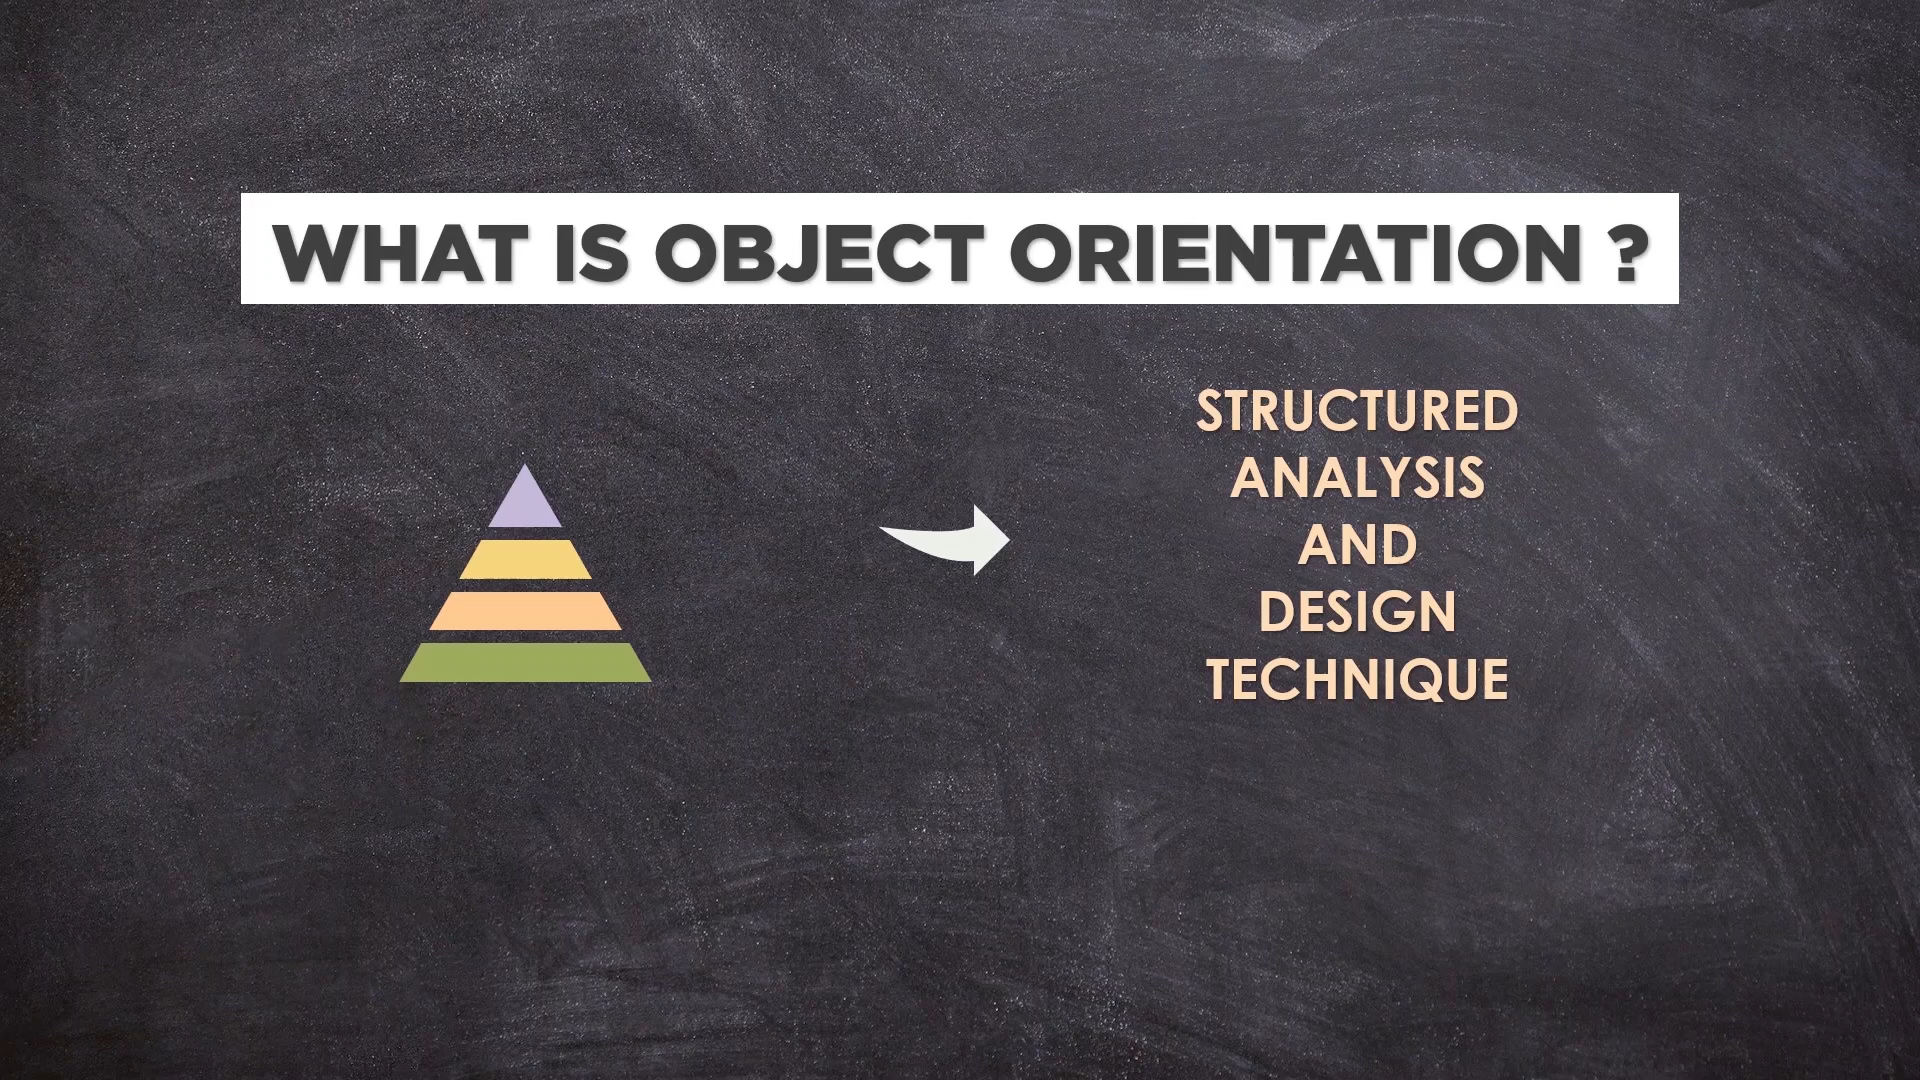 WHAT IS OBJECT ORIENTATION ?
STRUCTURED
ANALYSIS
AND
DESIGN
TECHNIQUE